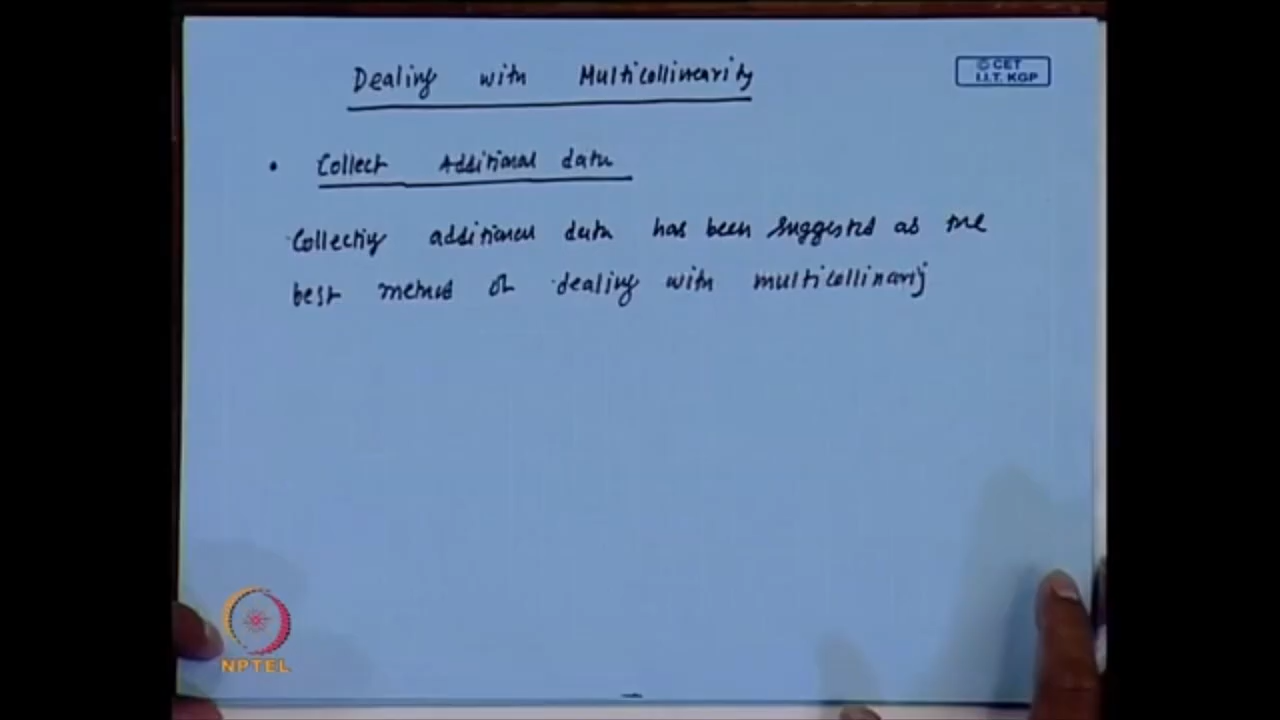 Dealing with Multicollinearity
© CET
I.I.T. KGP
• Collect Additional data
Collecting additional data has been suggested as the
best method of dealing with multicollinarity
NPTEL